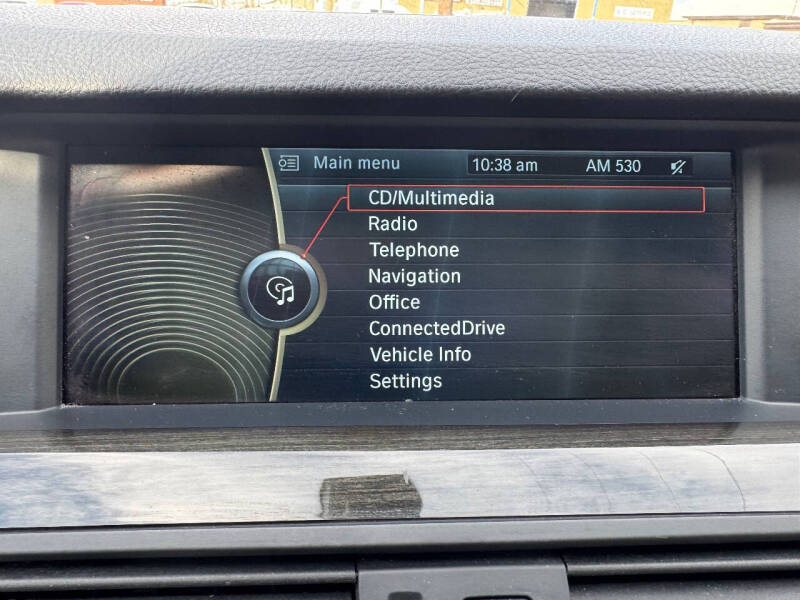 Main menu 10:38 am AM 530
CD/Multimedia
Radio
Telephone
Navigation
Office
ConnectedDrive
Vehicle Info
Settings